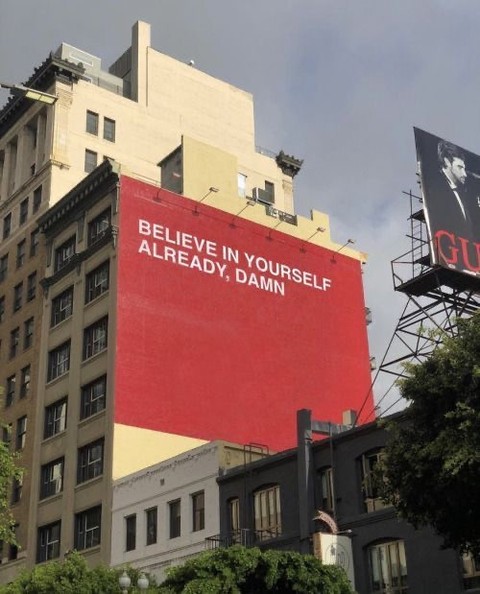 BELIEVE IN YOURSELF
ALREADY, DAMN
GU